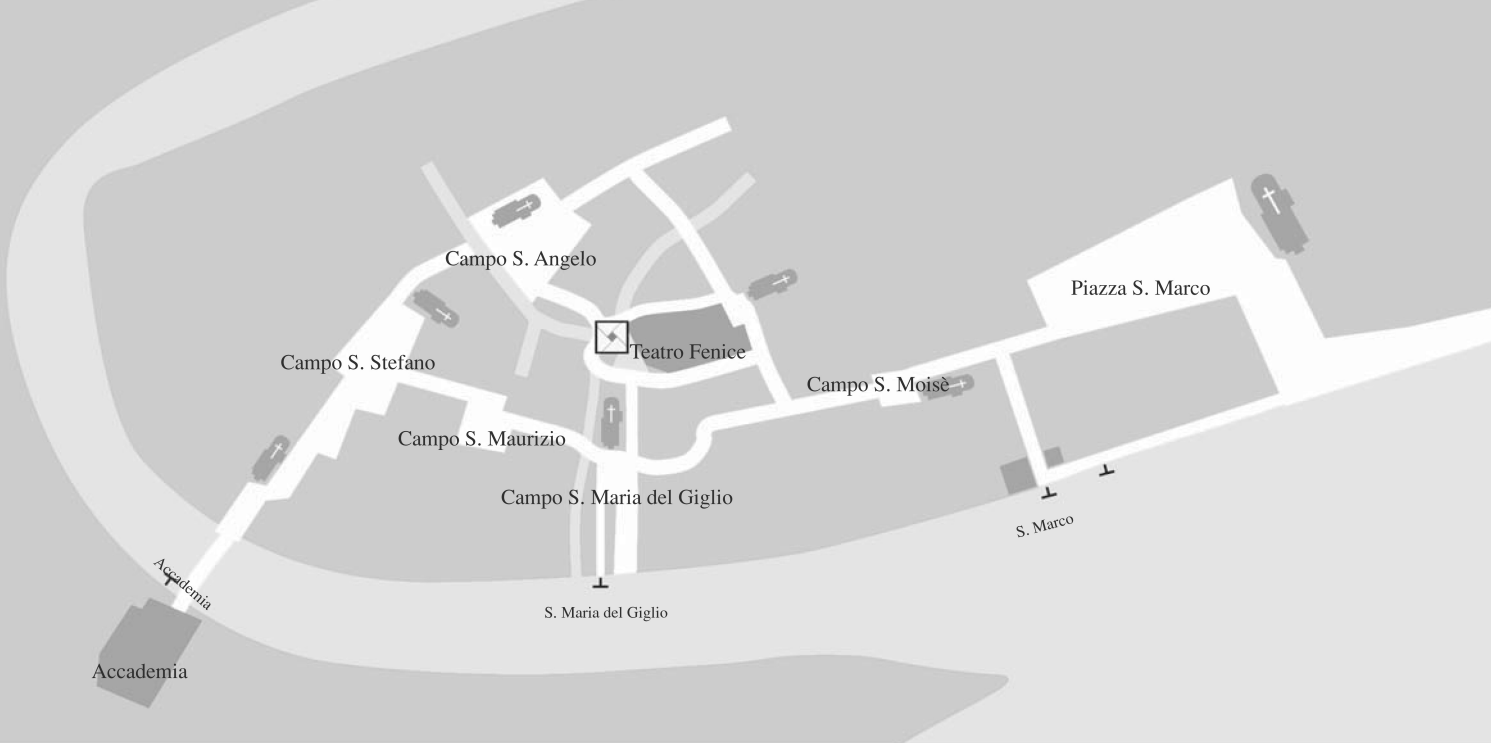 Campo S. Angelo
Piazza S. Marco
Teatro Fenice
Campo S. Stefano
Campo S. Moisè
Campo S. Maurizio
Campo S. Maria del Giglio
S. Marco
Accademia
S. Maria del Giglio
Accademia